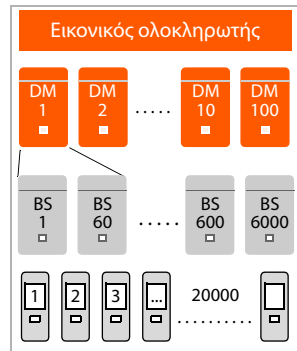 Εικονικός ολοκληρωτής
DM 1
DM 2
.....
DM 10
DM 100
BS 1
BS 60
.....
BS 600
BS 6000
1
2
3
...
20000
..........